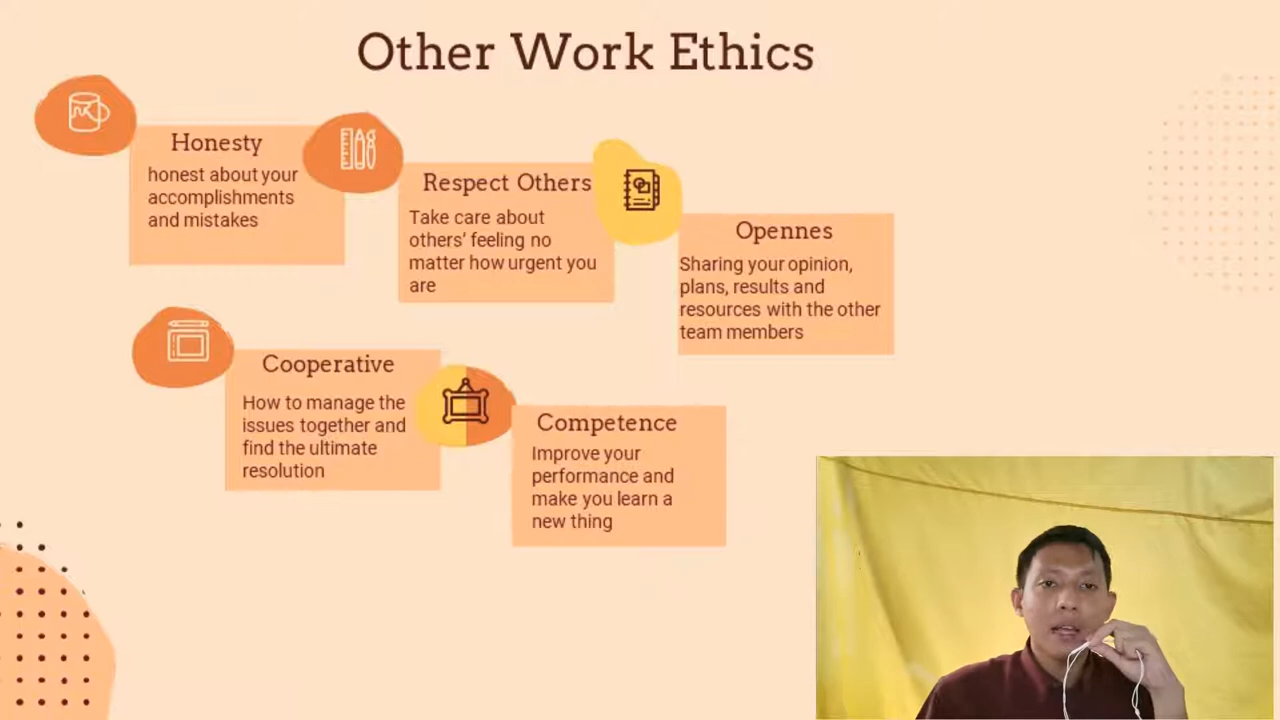 Other Work Ethics
Honesty
honest about your
accomplishments
and mistakes
Respect Others
Take care about
others' feeling no
matter how urgent you
are
Opennes
Sharing your opinion,
plans, results and
resources with the other
team members
Cooperative
How to manage the
issues together and
find the ultimate
resolution
Competence
Improve your
performance and
make you learn a
new thing